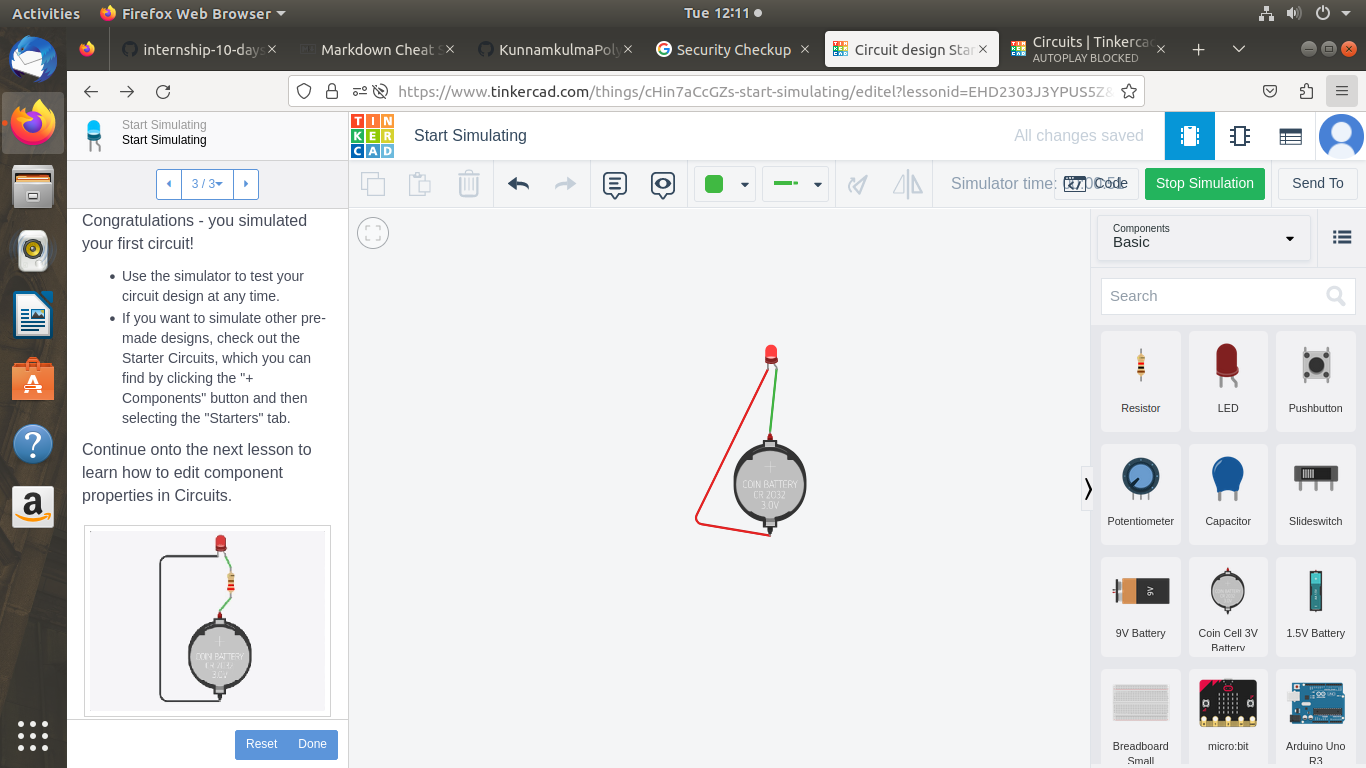 Activities
Firefox Web Browser
Tue 12:11
internship-10-days
Markdown Cheat S
KunnamkulmaPoly
Security Checkup
Circuit design Star
Circuits | Tinkercad
AUTOPLAY BLOCKED
https://www.tinkercad.com/things/cHin7aCcGZs-start-simulating/editel?lessonid=EHD2303J3YPUS5Z&
Start Simulating
Start Simulating
TIN
KER
CAD
Start Simulating
All changes saved
3 / 3
Simulator time:
Code
Stop Simulation
Send To
Congratulations - you simulated
your first circuit!
Use the simulator to test your
circuit design at any time.
If you want to simulate other pre-
made designs, check out the
Starter Circuits, which you can
find by clicking the "+
Components" button and then
selecting the "Starters" tab.
Continue onto the next lesson to
learn how to edit component
properties in Circuits.
COIN BATTERY
CR 2032
3.0V
Reset
Done
COIN BATTERY
CR 2032
3.0V
Components
Basic
Search
Resistor
LED
Pushbutton
Potentiometer
Capacitor
Slideswitch
9V
9V Battery
Coin Cell 3V
Battery
1.5V Battery
Breadboard
Small
micro:bit
Arduino Uno
R3